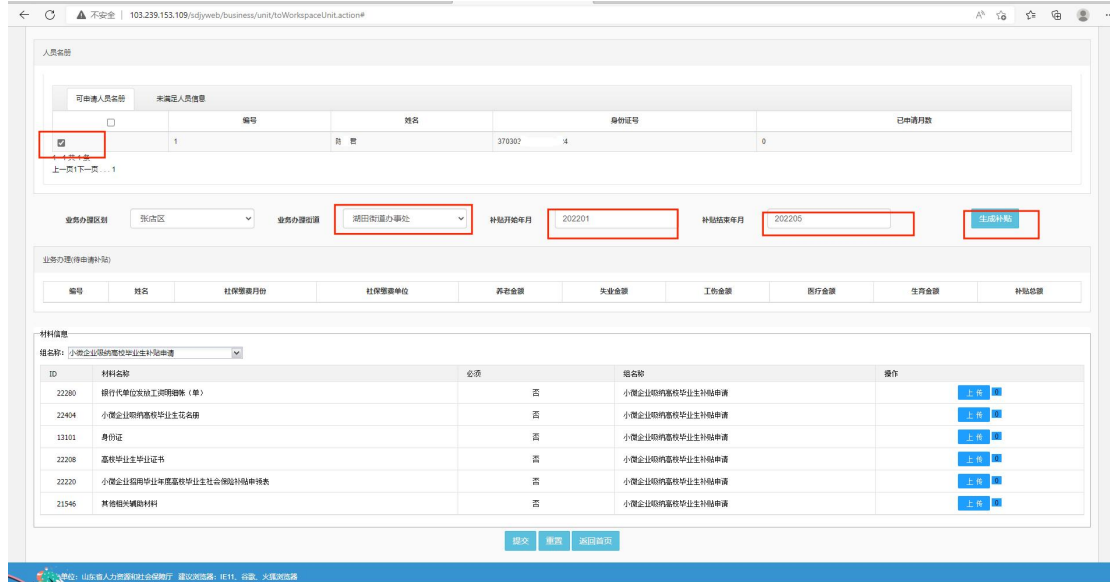 不安全 | 103.239.153.109/sdjyweb/business/unit/toWorkspaceUnit.action#
人员名册
可申请人员名册 未满足人员信息
编号 姓名 身份证号 已申请月数
1 370302 4 0
1 - 1 共 1 条
上一页1下一页 . . . 1
业务办理区划 张店区 业务办理街道 湖田街道办事处 补贴开始年月 202201 补贴结束年月 202205 生成补贴
业务办理(待申请补贴)
编号 姓名 社保缴费月份 社保缴费单位 养老金额 失业金额 工伤金额 医疗金额 生育金额 补贴总额
材料信息
组名称: 小微企业吸纳高校毕业生补贴申请
ID 材料名称 必须 组名称 操作
22280 银行代单位发放工资明细帐（单） 否 小微企业吸纳高校毕业生补贴申请 上传 0
22404 小微企业吸纳高校毕业生花名册 否 小微企业吸纳高校毕业生补贴申请 上传 0
13101 身份证 否 小微企业吸纳高校毕业生补贴申请 上传 0
22208 高校毕业生毕业证书 否 小微企业吸纳高校毕业生补贴申请 上传 0
22220 小微企业招用毕业年度高校毕业生社会保险补贴申领表 否 小微企业吸纳高校毕业生补贴申请 上传 0
21546 其他相关辅助材料 否 小微企业吸纳高校毕业生补贴申请 上传 0
提交 重置 返回首页
单位: 山东省人力资源和社会保障厅 建议浏览器: IE11、谷歌、火狐浏览器